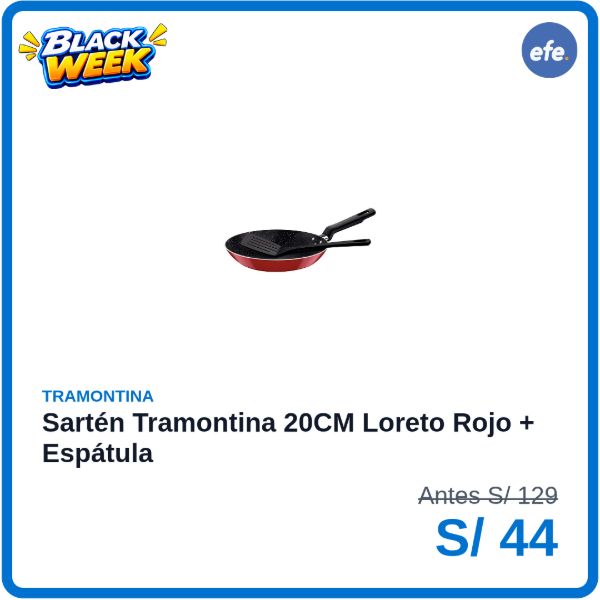 BLACK
WEEK
efe.
TRAMONTINA
Sartén Tramontina 20CM Loreto Rojo +
Espátula
Antes S/ 129
S/ 44